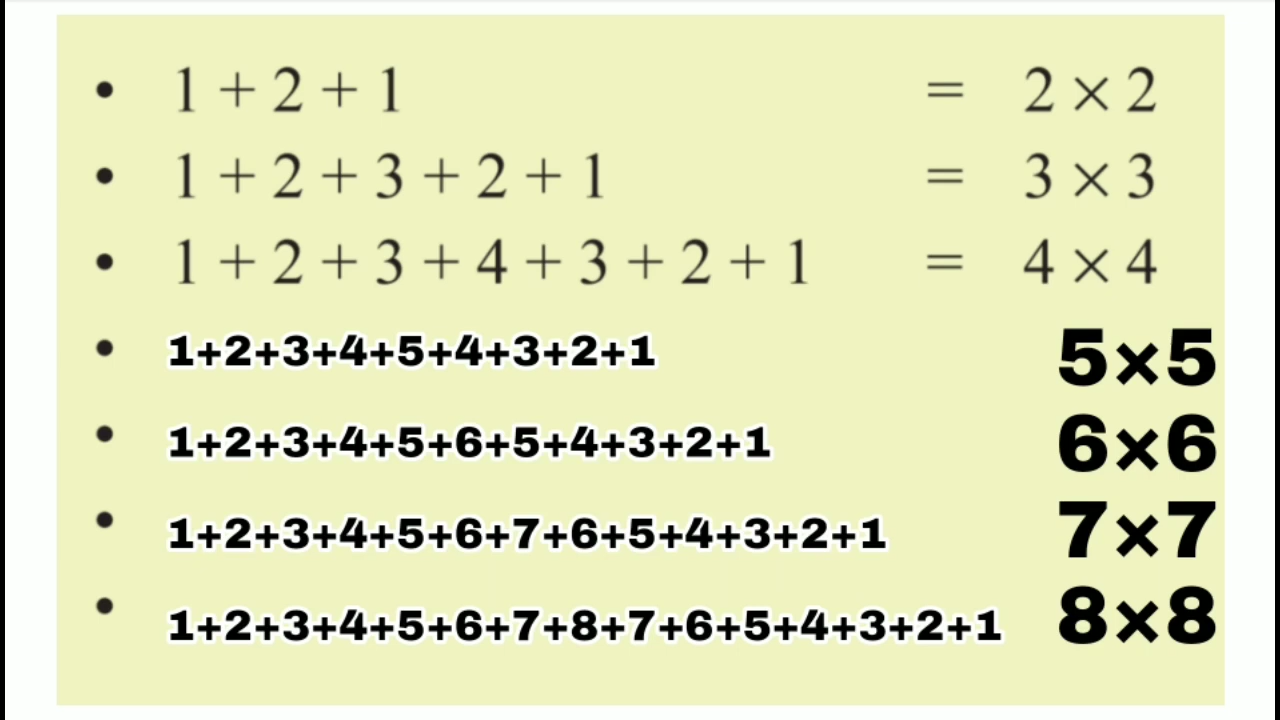 • 1 + 2 + 1 = 2 × 2
• 1 + 2 + 3 + 2 + 1 = 3 × 3
• 1 + 2 + 3 + 4 + 3 + 2 + 1 = 4 × 4
• 1+2+3+4+5+4+3+2+1 5×5
• 1+2+3+4+5+6+5+4+3+2+1 6×6
• 1+2+3+4+5+6+7+6+5+4+3+2+1 7×7
• 1+2+3+4+5+6+7+8+7+6+5+4+3+2+1 8×8